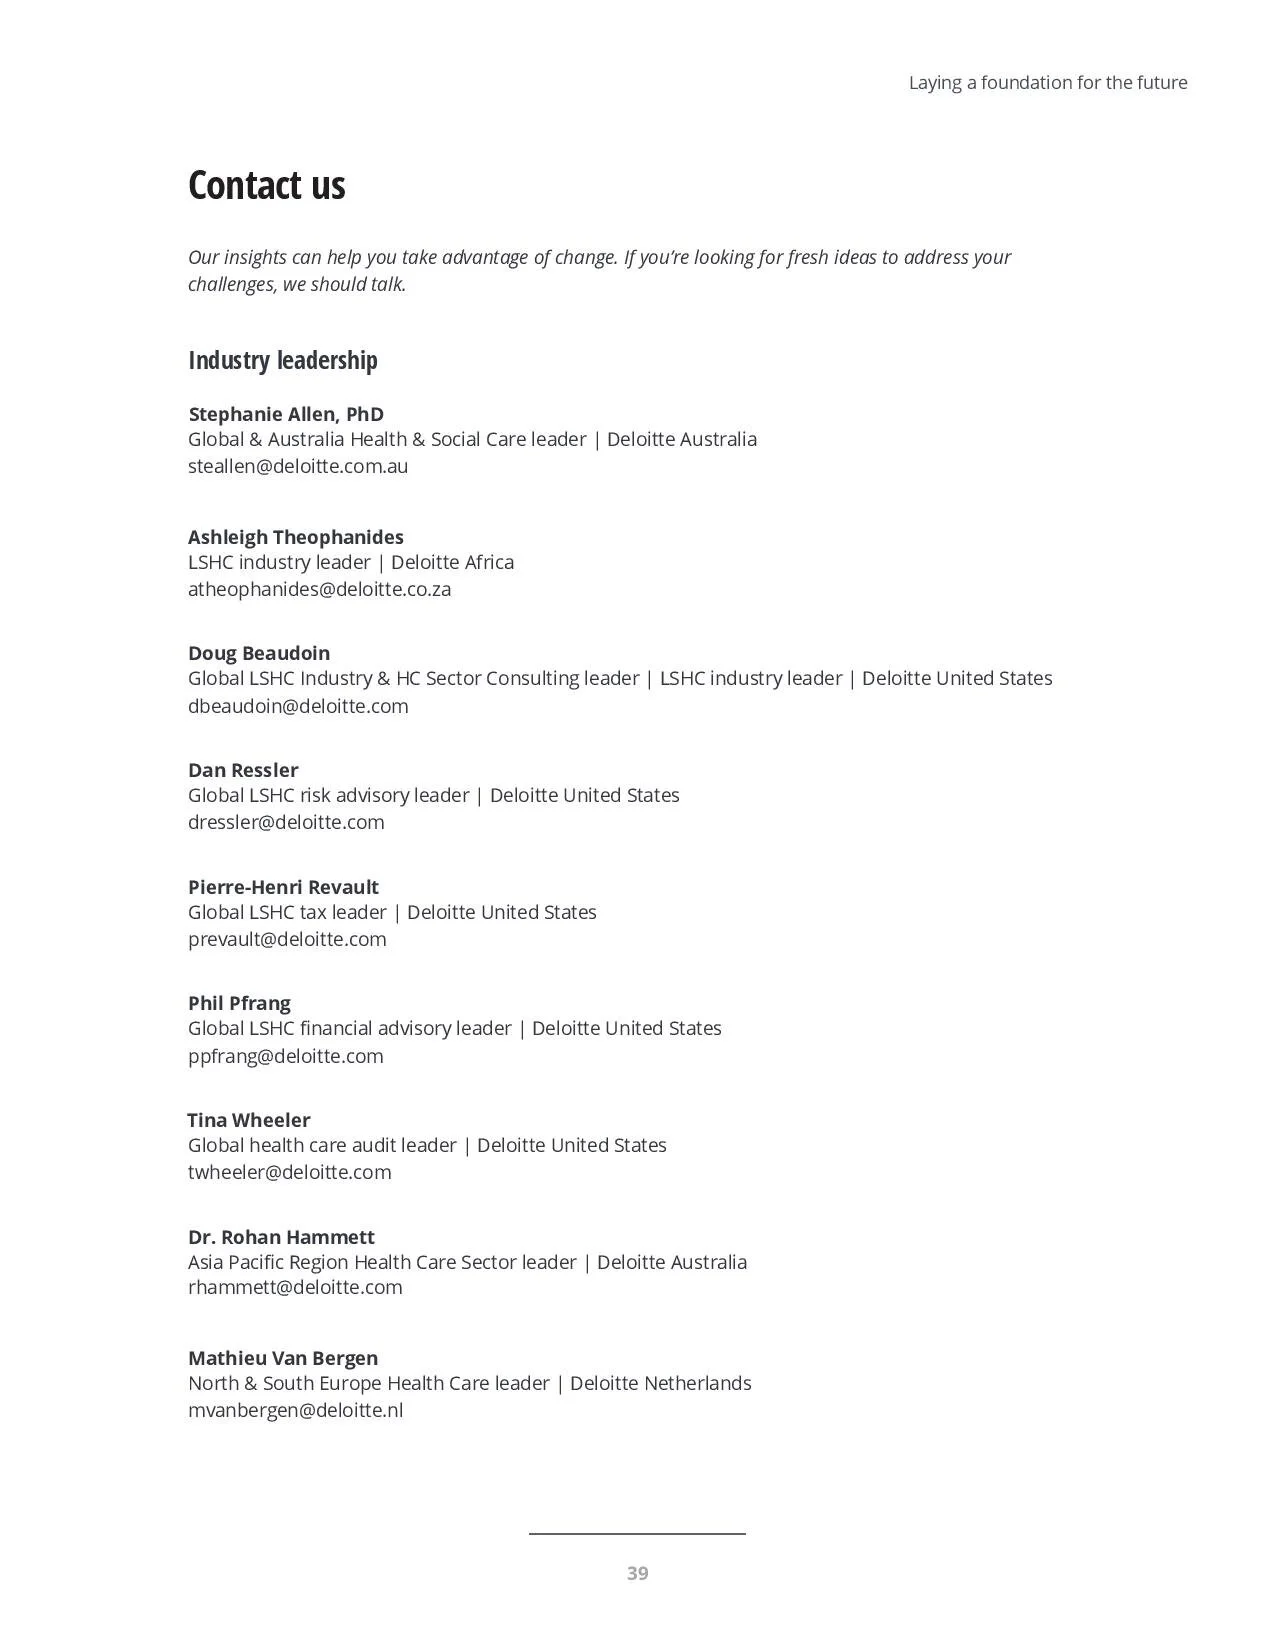 Laying a foundation for the future
Contact us
Our insights can help you take advantage of change. If you’re looking for fresh ideas to address your
challenges, we should talk.
Industry leadership
Stephanie Allen, PhD
Global & Australia Health & Social Care leader | Deloitte Australia
steallen@deloitte.com.au
Ashleigh Theophanides
LSHC industry leader | Deloitte Africa
atheophanides@deloitte.co.za
Doug Beaudoin
Global LSHC Industry & HC Sector Consulting leader | LSHC industry leader | Deloitte United States
dbeaudoin@deloitte.com
Dan Ressler
Global LSHC risk advisory leader | Deloitte United States
dressler@deloitte.com
Pierre-Henri Revault
Global LSHC tax leader | Deloitte United States
prevault@deloitte.com
Phil Pfrang
Global LSHC financial advisory leader | Deloitte United States
ppfrang@deloitte.com
Tina Wheeler
Global health care audit leader | Deloitte United States
twheeler@deloitte.com
Dr. Rohan Hammett
Asia Pacific Region Health Care Sector leader | Deloitte Australia
rhammett@deloitte.com
Mathieu Van Bergen
North & South Europe Health Care leader | Deloitte Netherlands
mvanbergen@deloitte.nl
39